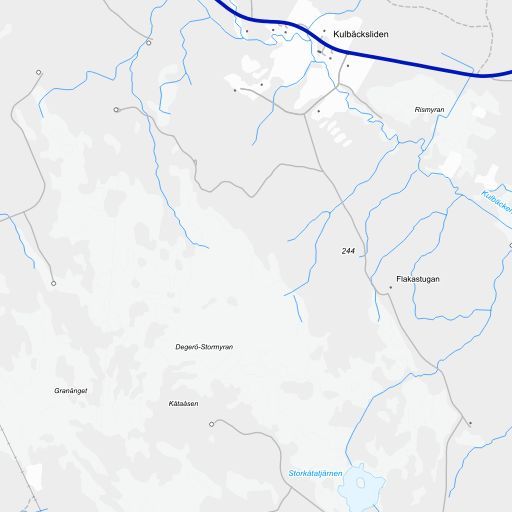 Kulbäcksliden
Rismyran
Kulbäcken
244
Flakastugan
Degerö-Stormyran
Granänget
Kåtaåsen
Storkåtatjärnen